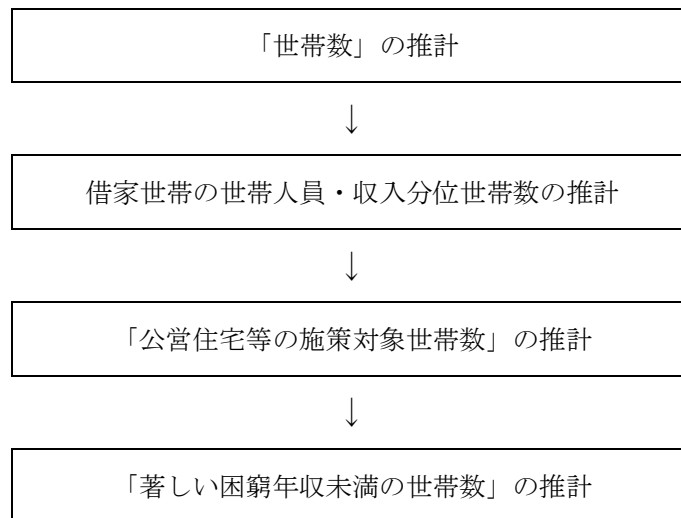 「世帯数」の推計
↓
借家世帯の世帯人員・収入分位世帯数の推計
↓
「公営住宅等の施策対象世帯数」の推計
↓
「著しい困窮年収未満の世帯数」の推計